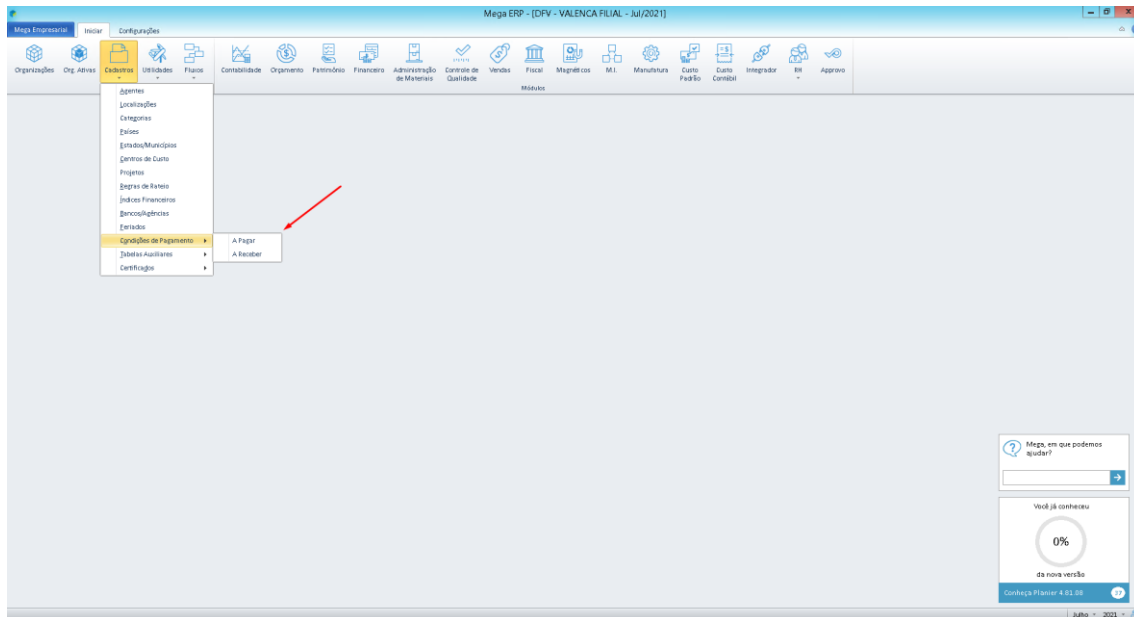 Mega ERP - [DFV - VALENCA FILIAL - Jul/2021]
Mega Empresarial Iniciar Configurações
Organizações Org. Ativas Cadastros Utilidades Fluxos Contabilidade Orçamento Patrimônio Financeiro Administração de Materiais Controle de Qualidade Vendas Fiscal Magnéticos M.I. Manufatura Custo Padrão Custo Contábil Integrador RH Approvo
Módulos
Agentes
Localizações
Categorias
Países
Estados/Municípios
Centros de Custo
Projetos
Regras de Rateio
Índices Financeiros
Bancos/Agências
Feriados
Condições de Pagamento
A Pagar
Tabelas Auxiliares
A Receber
Certificados
Mega, em que podemos
ajudar?
Você já conheceu
0%
da nova versão
Conheça Planier 4.81.08 37
Julho 2021